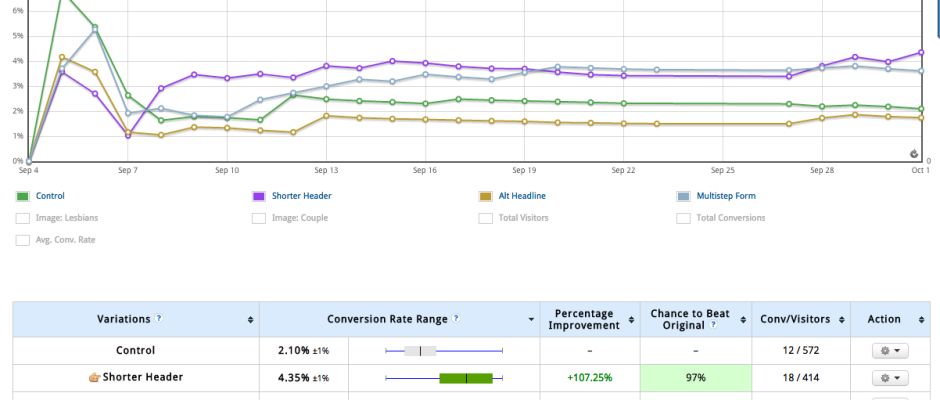 6%
5%
4%
3%
2%
1%
0%
0
Sep 4 Sep 7 Sep 10 Sep 13 Sep 16 Sep 19 Sep 22 Sep 25 Sep 28 Oct 1
Control Shorter Header Alt Headline Multistep Form
Image: Lesbians Image: Couple Total Visitors Total Conversions
Avg. Conv. Rate
Variations ? Conversion Rate Range ? Percentage Improvement Chance to Beat Original ? Conv/Visitors Action
Control 2.10% ±1% – – 12 / 572
Shorter Header 4.35% ±1% +107.25% 97% 18 / 414